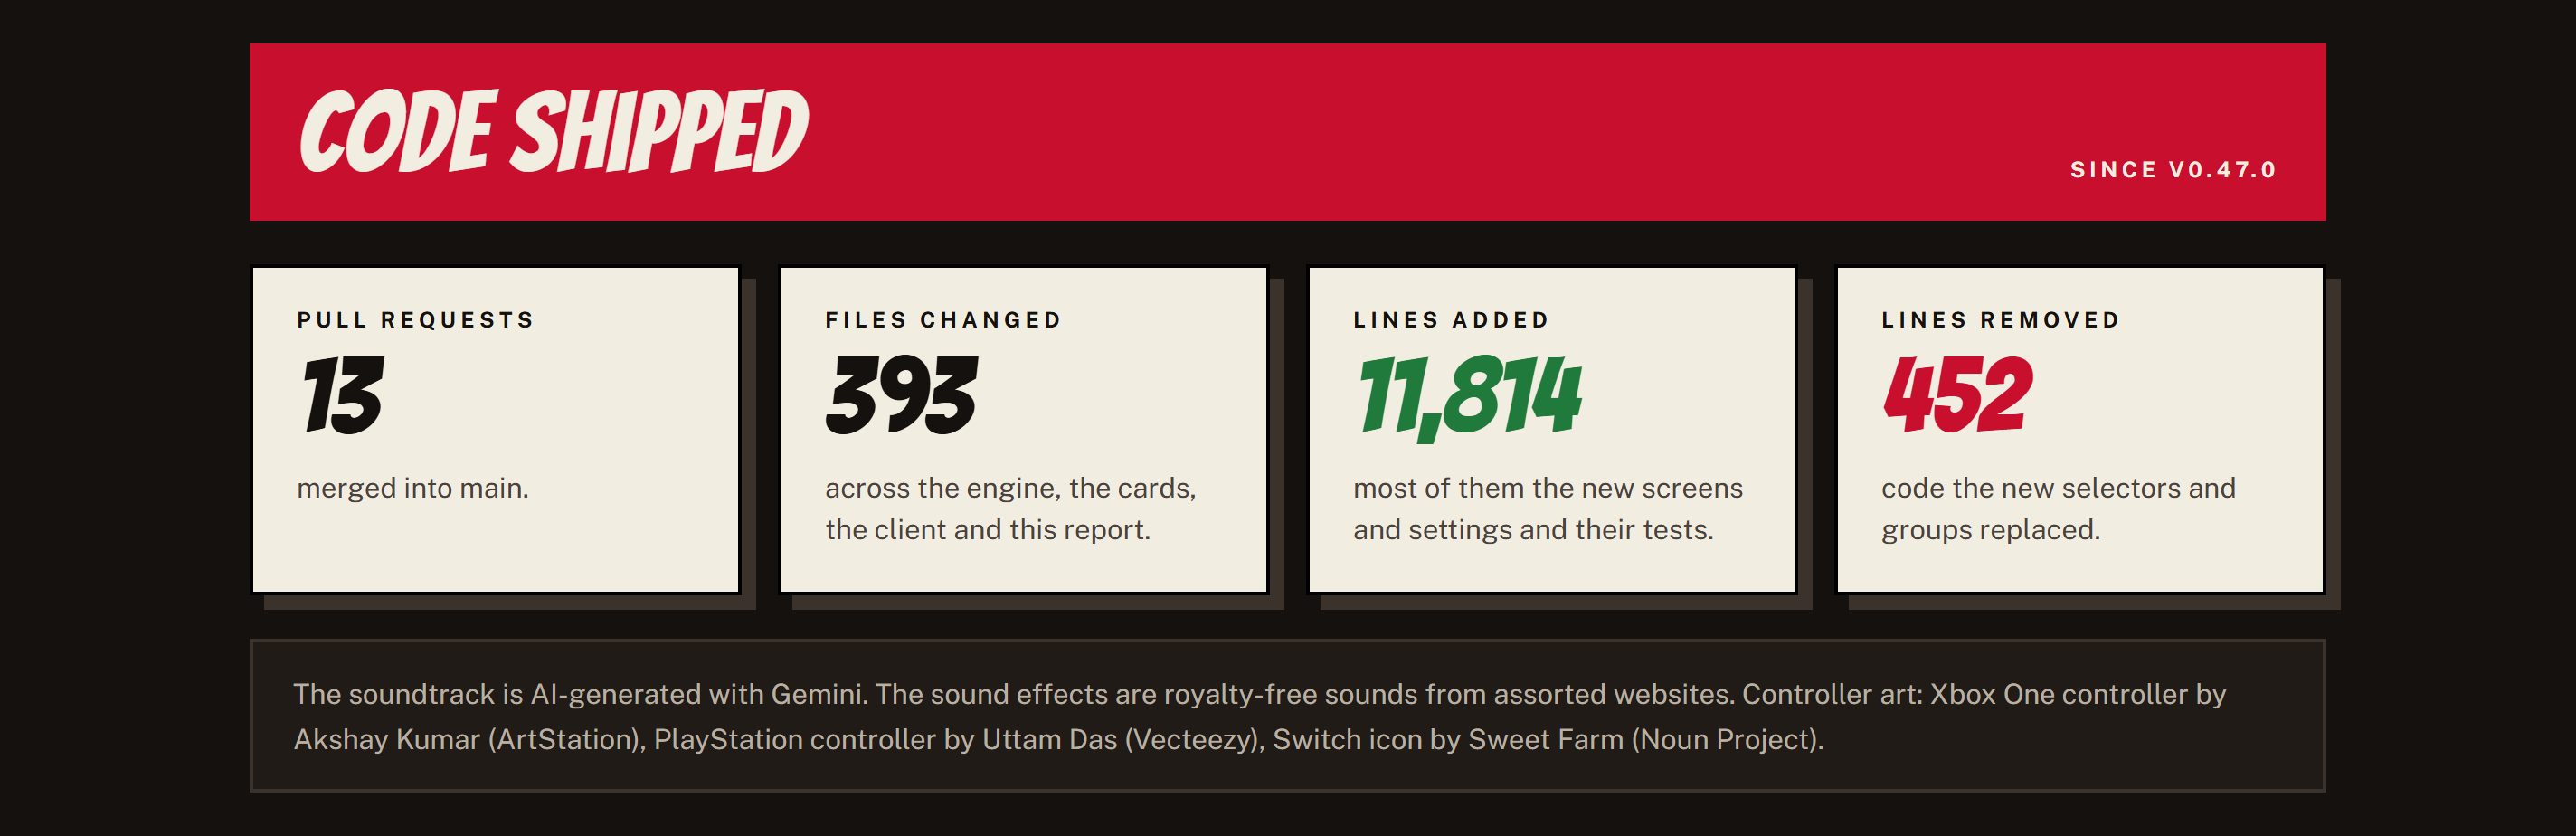 CODE SHIPPED
SINCE V0.47.0
PULL REQUESTS
13
merged into main.
FILES CHANGED
393
across the engine, the cards,
the client and this report.
LINES ADDED
11,814
most of them the new screens
and settings and their tests.
LINES REMOVED
452
code the new selectors and
groups replaced.
The soundtrack is AI-generated with Gemini. The sound effects are royalty-free sounds from assorted websites. Controller art: Xbox One controller by
Akshay Kumar (ArtStation), PlayStation controller by Uttam Das (Vecteezy), Switch icon by Sweet Farm (Noun Project).